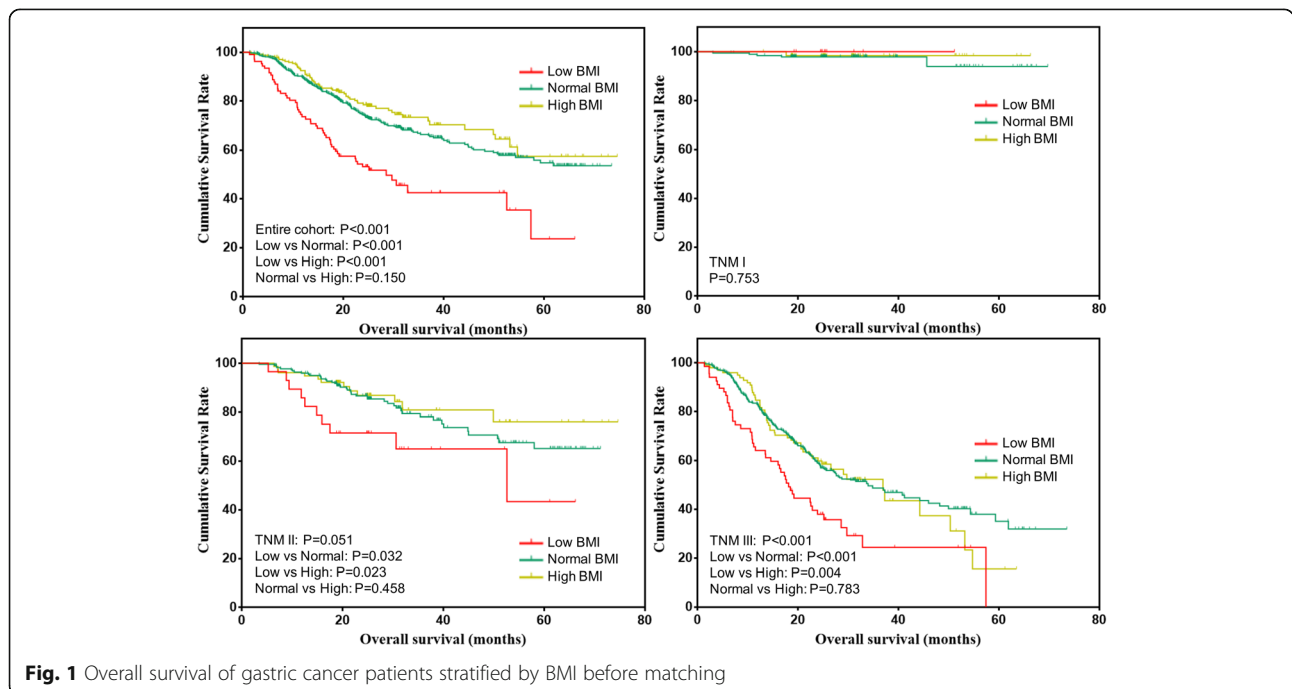 100
80
60
40
20
0
Cumulative Survival Rate
Low BMI
Normal BMI
High BMI
Entire cohort: P<0.001
Low vs Normal: P<0.001
Low vs High: P<0.001
Normal vs High: P=0.150
0 20 40 60 80
Overall survival (months)
100
80
60
40
20
0
Cumulative Survival Rate
Low BMI
Normal BMI
High BMI
TNM I
P=0.753
0 20 40 60 80
Overall survival (months)
100
80
60
40
20
0
Cumulative Survival Rate
Low BMI
Normal BMI
High BMI
TNM II: P=0.051
Low vs Normal: P=0.032
Low vs High: P=0.023
Normal vs High: P=0.458
0 20 40 60 80
Overall survival (months)
100
80
60
40
20
0
Cumulative Survival Rate
Low BMI
Normal BMI
High BMI
TNM III: P<0.001
Low vs Normal: P<0.001
Low vs High: P=0.004
Normal vs High: P=0.783
0 20 40 60 80
Overall survival (months)
Fig. 1 Overall survival of gastric cancer patients stratified by BMI before matching